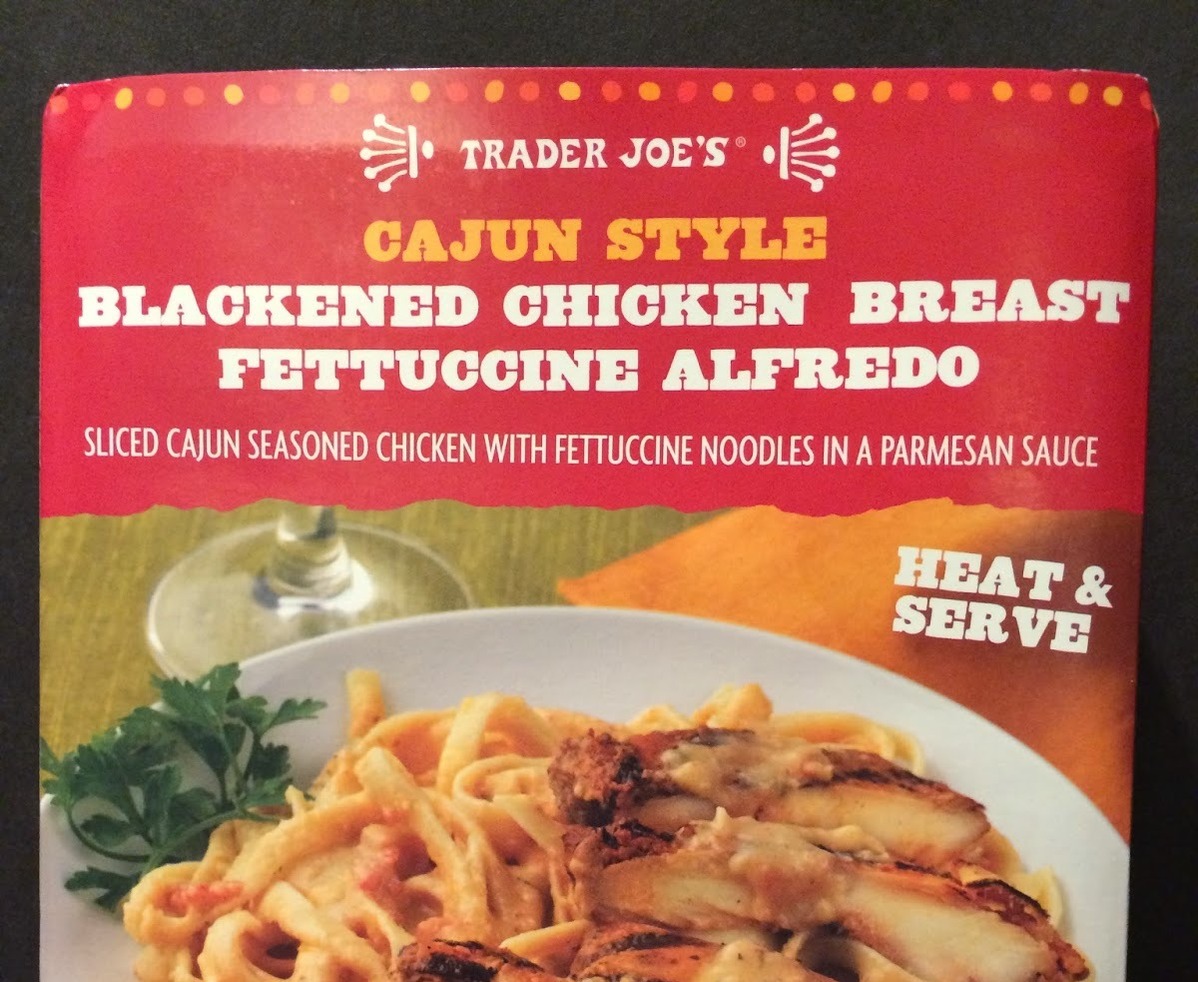 TRADER JOE'S®
CAJUN STYLE
BLACKENED CHICKEN BREAST
FETTUCCINE ALFREDO
SLICED CAJUN SEASONED CHICKEN WITH FETTUCCINE NOODLES IN A PARMESAN SAUCE
HEAT &
SERVE